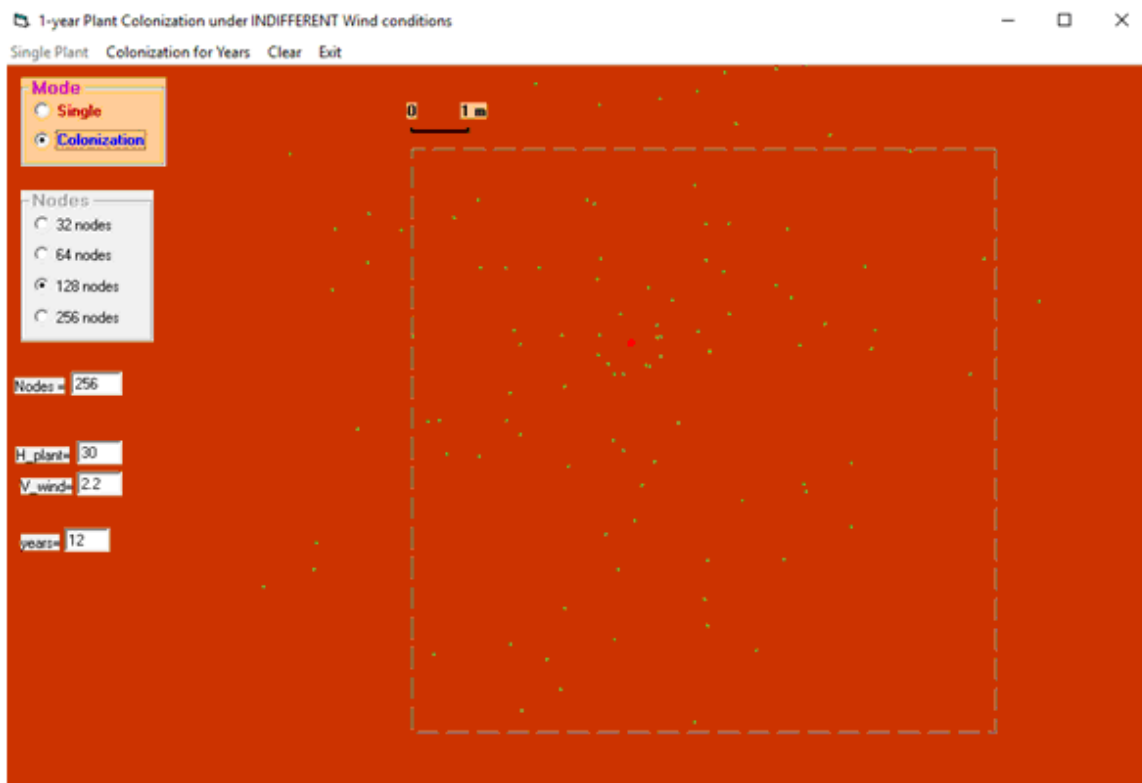 1-year Plant Colonization under INDIFFERENT Wind conditions
Single Plant Colonization for Years Clear Exit
Mode
Single
Colonization
0 1 m
Nodes
32 nodes
64 nodes
128 nodes
256 nodes
Nodes = 256
H_plant= 30
V_wind= 2.2
years= 12